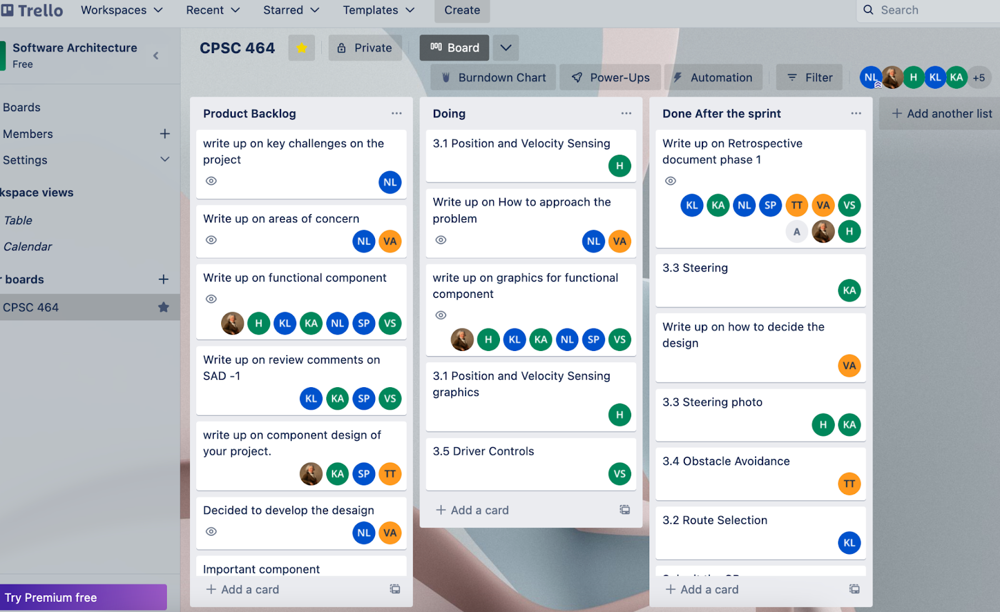 Trello
Workspaces
Recent
Starred
Templates
Create
Search
Software Architecture
Free
Boards
Members
Settings
kspace views
Table
Calendar
r boards
CPSC 464
Try Premium free
CPSC 464
Private
Board
Burndown Chart
Power-Ups
Automation
Filter
NL
H
KL
KA
+5
Product Backlog
write up on key challenges on the
project
NL
Write up on areas of concern
NL VA
Write up on functional component
H KL KA NL SP VS
Write up on review comments on
SAD -1
KL KA SP VS
write up on component design of
your project.
KA SP TT
Decided to develop the desaign
NL VA
Important component
+ Add a card
Doing
3.1 Position and Velocity Sensing
H
Write up on How to approach the
problem
NL VA
write up on graphics for functional
component
H KL KA NL SP VS
3.1 Position and Velocity Sensing
graphics
H
3.5 Driver Controls
VS
+ Add a card
Done After the sprint
Write up on Retrospective
document phase 1
KL KA NL SP TT VA VS
A H
3.3 Steering
KA
Write up on how to decide the
design
VA
3.3 Steering photo
H KA
3.4 Obstacle Avoidance
TT
3.2 Route Selection
KL
+ Add a card
+ Add another list